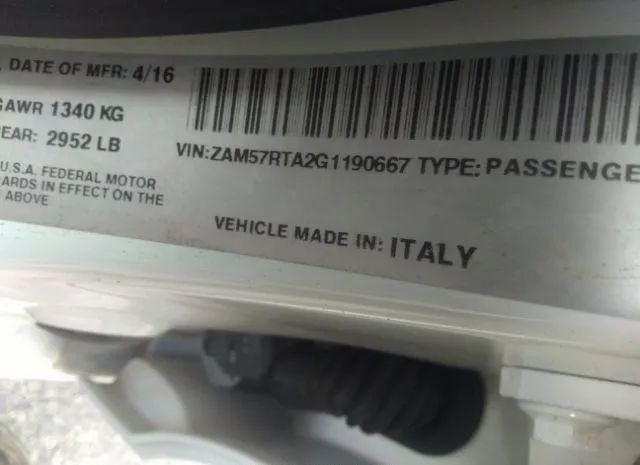 DATE OF MFR: 4/16
GAWR 1340 KG
REAR: 2952 LB
VIN:ZAM57RTA2G1190667 TYPE:PASSENGE
U.S.A. FEDERAL MOTOR
ARDS IN EFFECT ON THE
ABOVE
VEHICLE MADE IN: ITALY